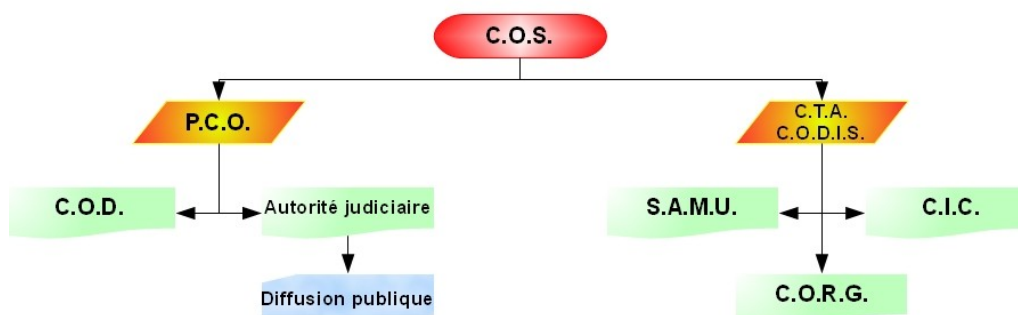 C.O.S.
P.C.O.
C.T.A.
C.O.D.I.S.
C.O.D.
Autorité judiciaire
S.A.M.U.
C.I.C.
Diffusion publique
C.O.R.G.